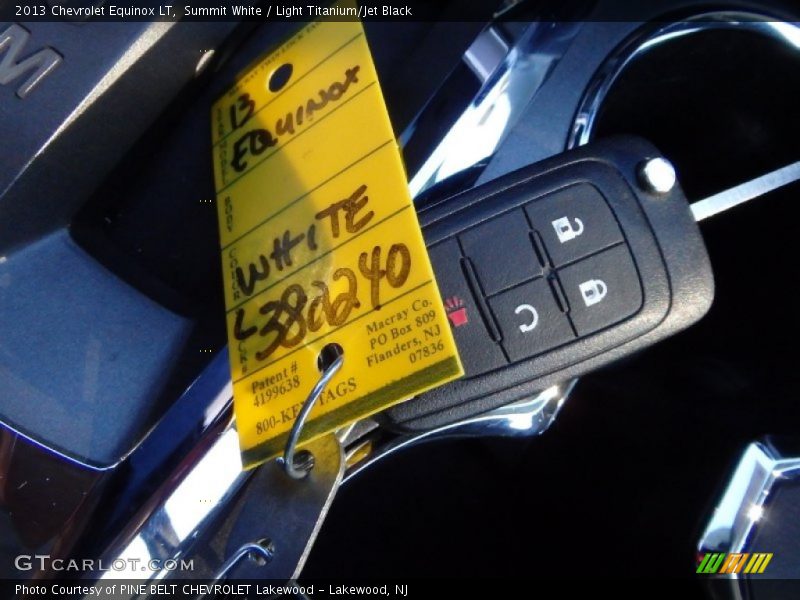 2013 Chevrolet Equinox LT, Summit White / Light Titanium/Jet Black
M
13
EQUINOX
WHITE
L380240
Macray Co.
PO Box 809
Flanders, NJ
07836
Patent #
4199638
800-KEY TAGS
GTCARLOT.COM
Photo Courtesy of PINE BELT CHEVROLET Lakewood - Lakewood, NJ